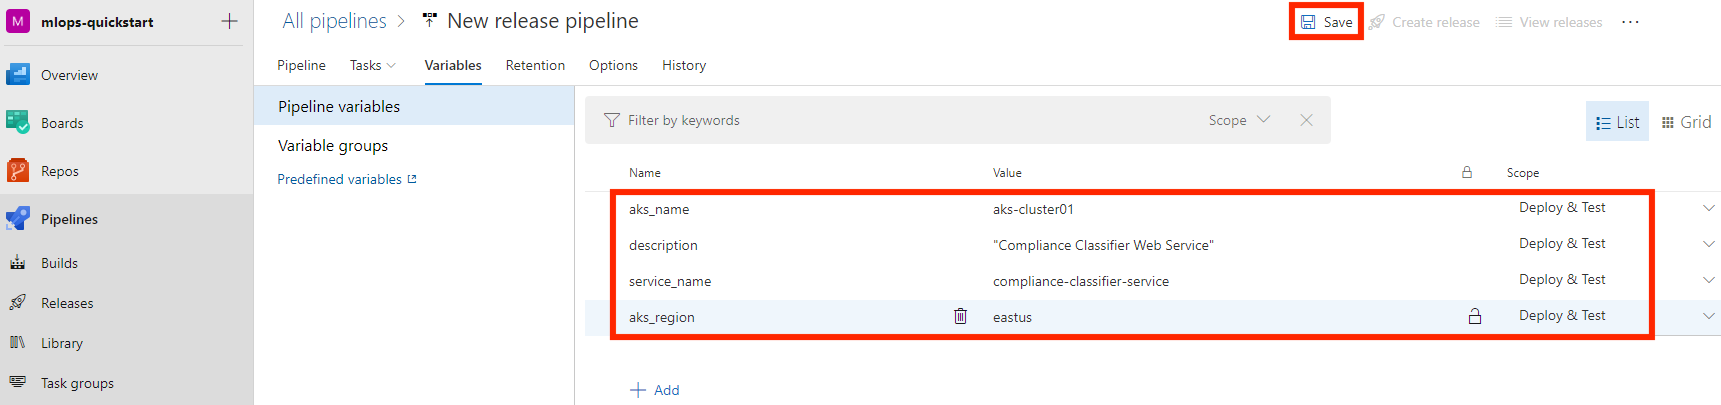 M mlops-quickstart
Overview
Boards
Repos
Pipelines
Builds
Releases
Library
Task groups
All pipelines > New release pipeline
Save Create release View releases ...
Pipeline Tasks Variables Retention Options History
Pipeline variables
Variable groups
Predefined variables
Filter by keywords Scope
List Grid
Name Value Scope
aks_name aks-cluster01 Deploy & Test
description "Compliance Classifier Web Service" Deploy & Test
service_name compliance-classifier-service Deploy & Test
aks_region eastus Deploy & Test
+ Add